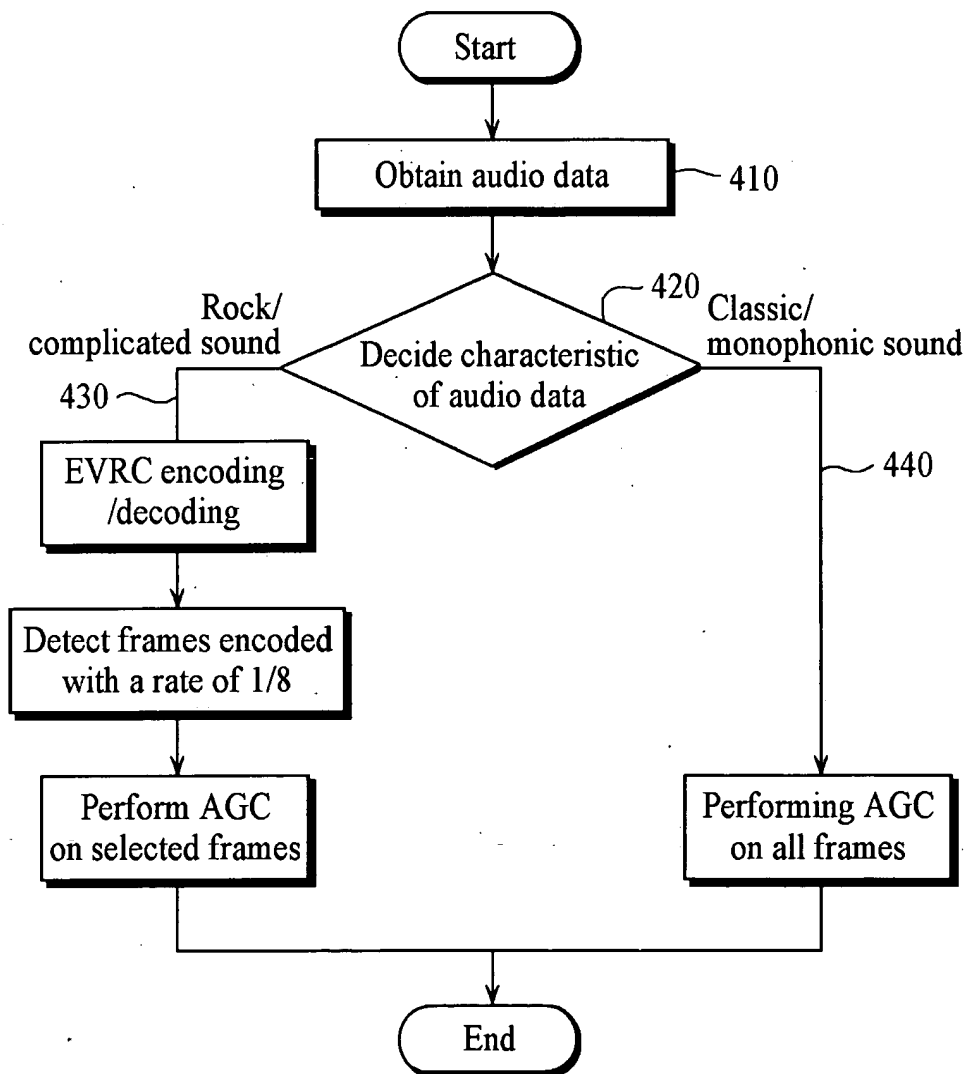 Start
Obtain audio data
410
420
Rock/
complicated sound
Classic/
monophonic sound
Decide characteristic
of audio data
430
440
EVRC encoding
/decoding
Detect frames encoded
with a rate of 1/8
Perform AGC
on selected frames
Performing AGC
on all frames
End